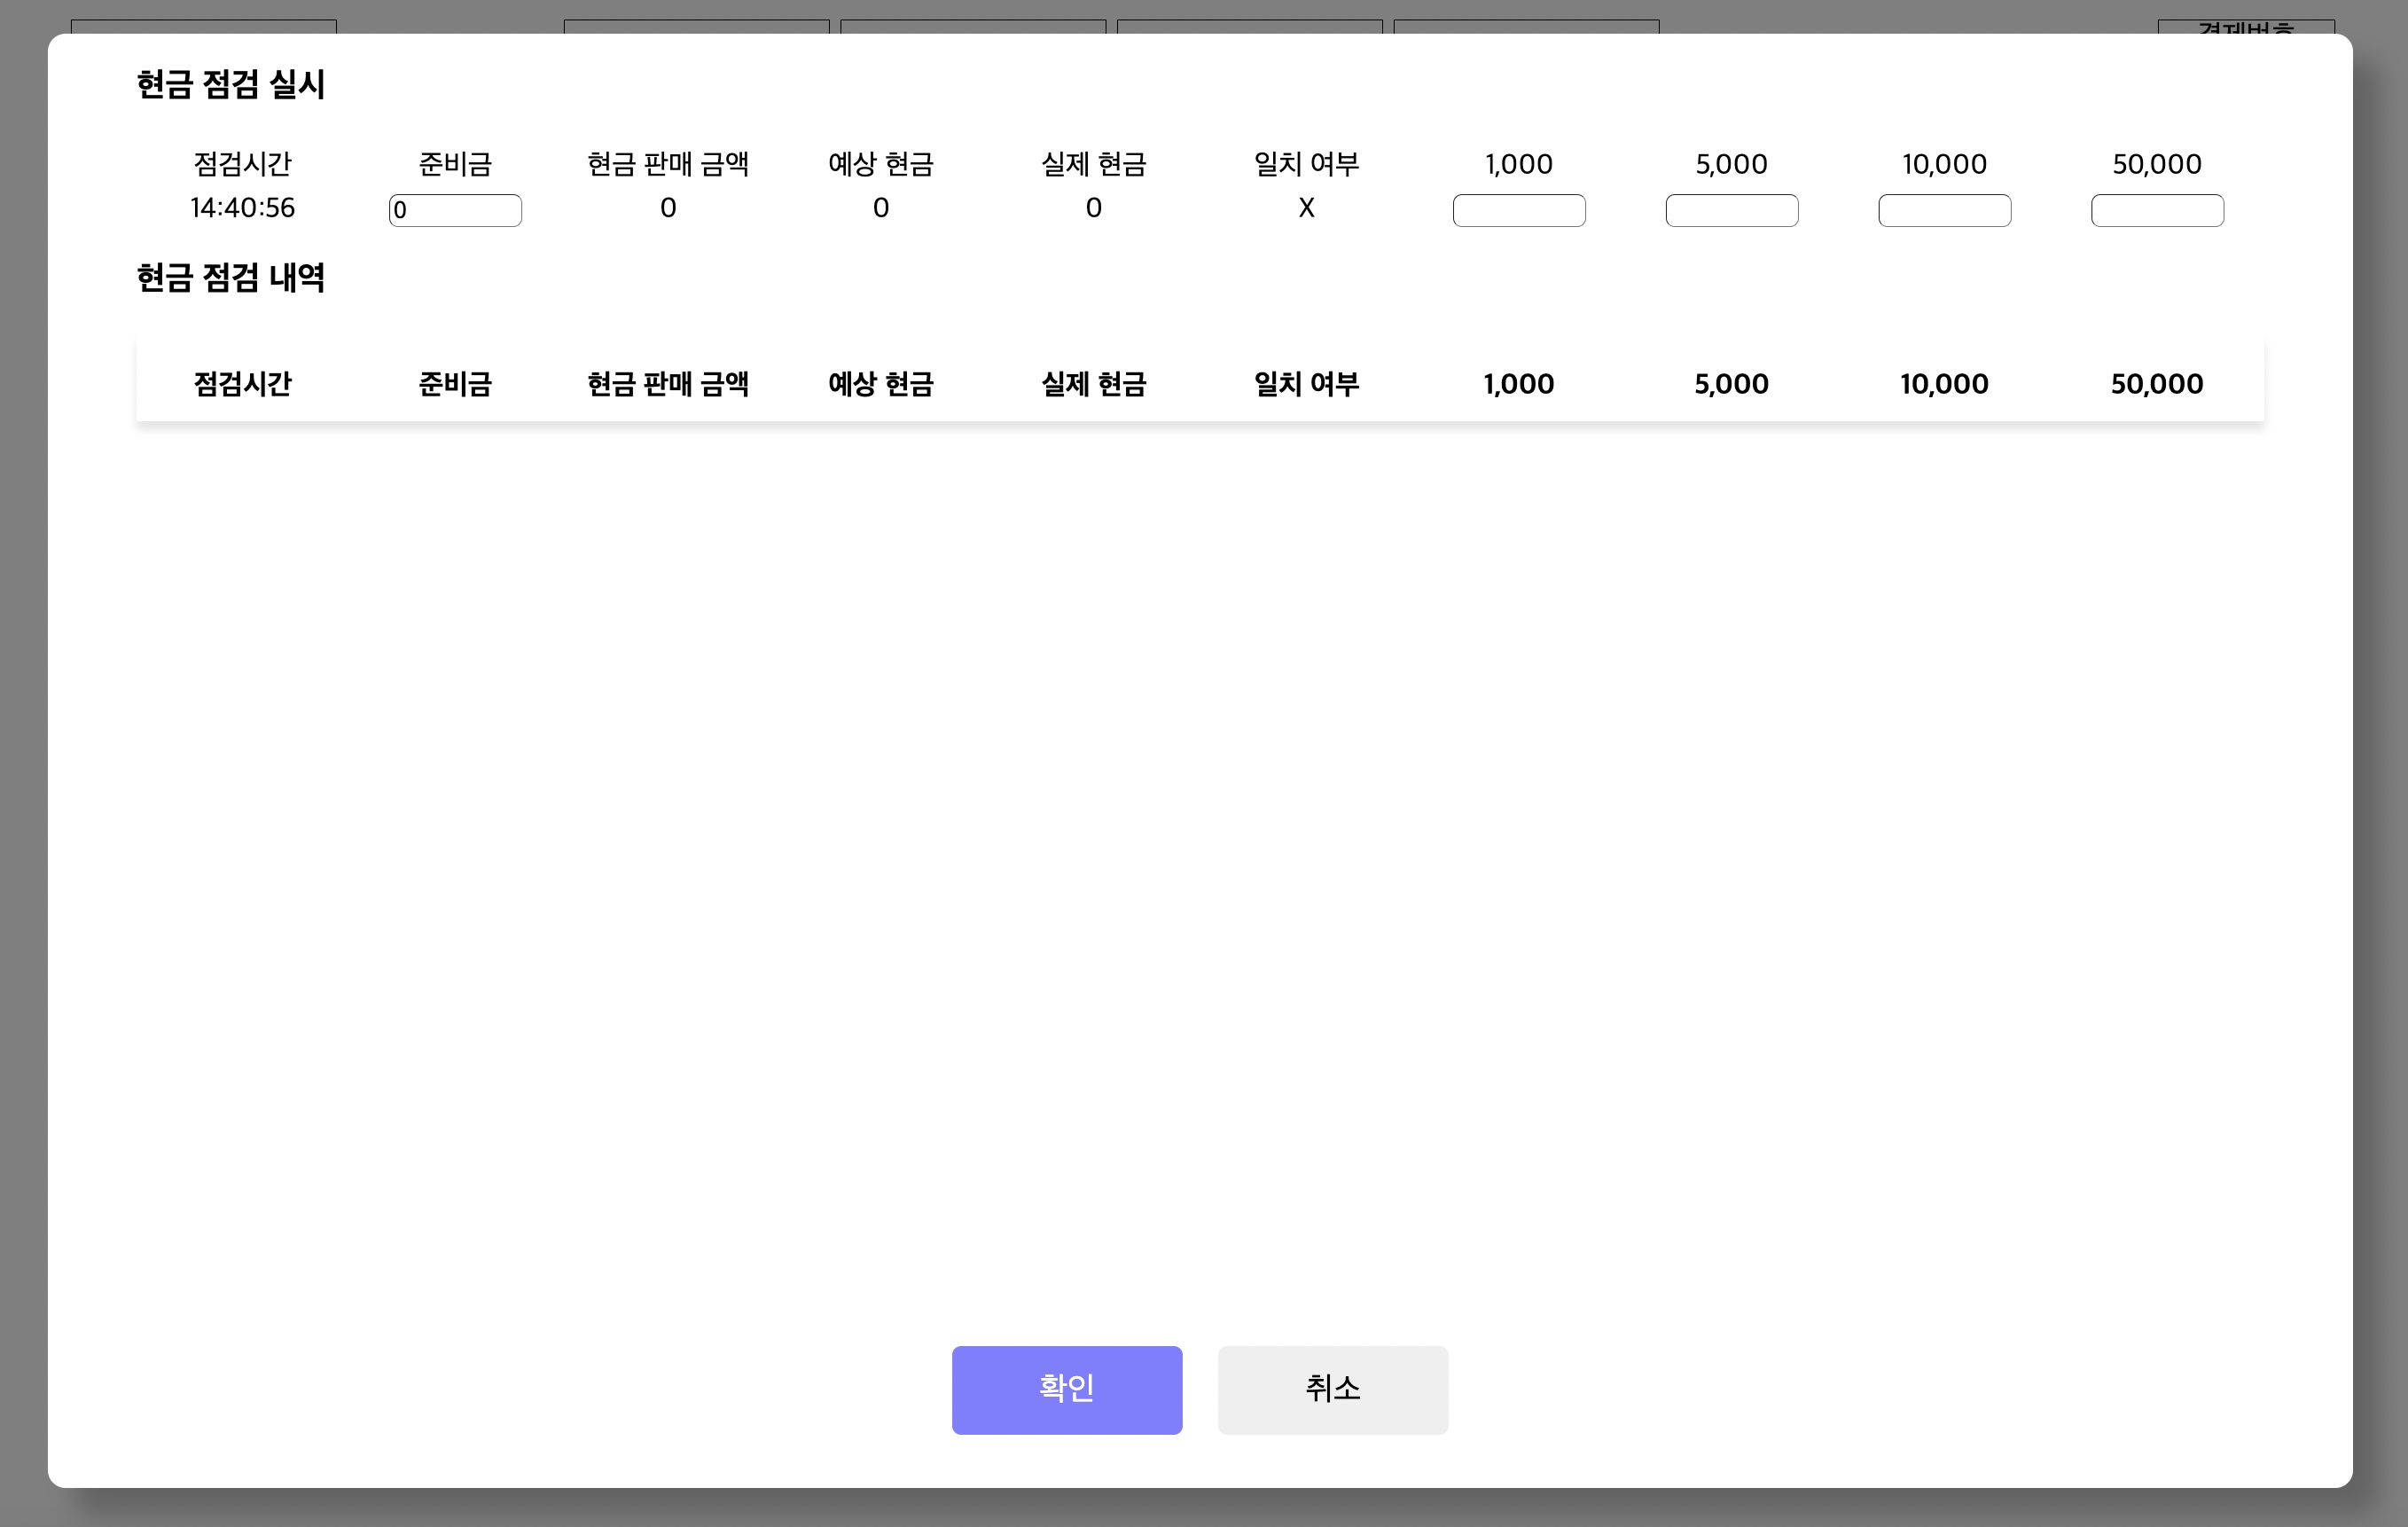 현금 점검 실시
점검시간 준비금 현금 판매 금액 예상 현금 실제 현금 일치 여부 1,000 5,000 10,000 50,000
14:40:56 0 0 0 0 X
현금 점검 내역
점검시간 준비금 현금 판매 금액 예상 현금 실제 현금 일치 여부 1,000 5,000 10,000 50,000
확인 취소